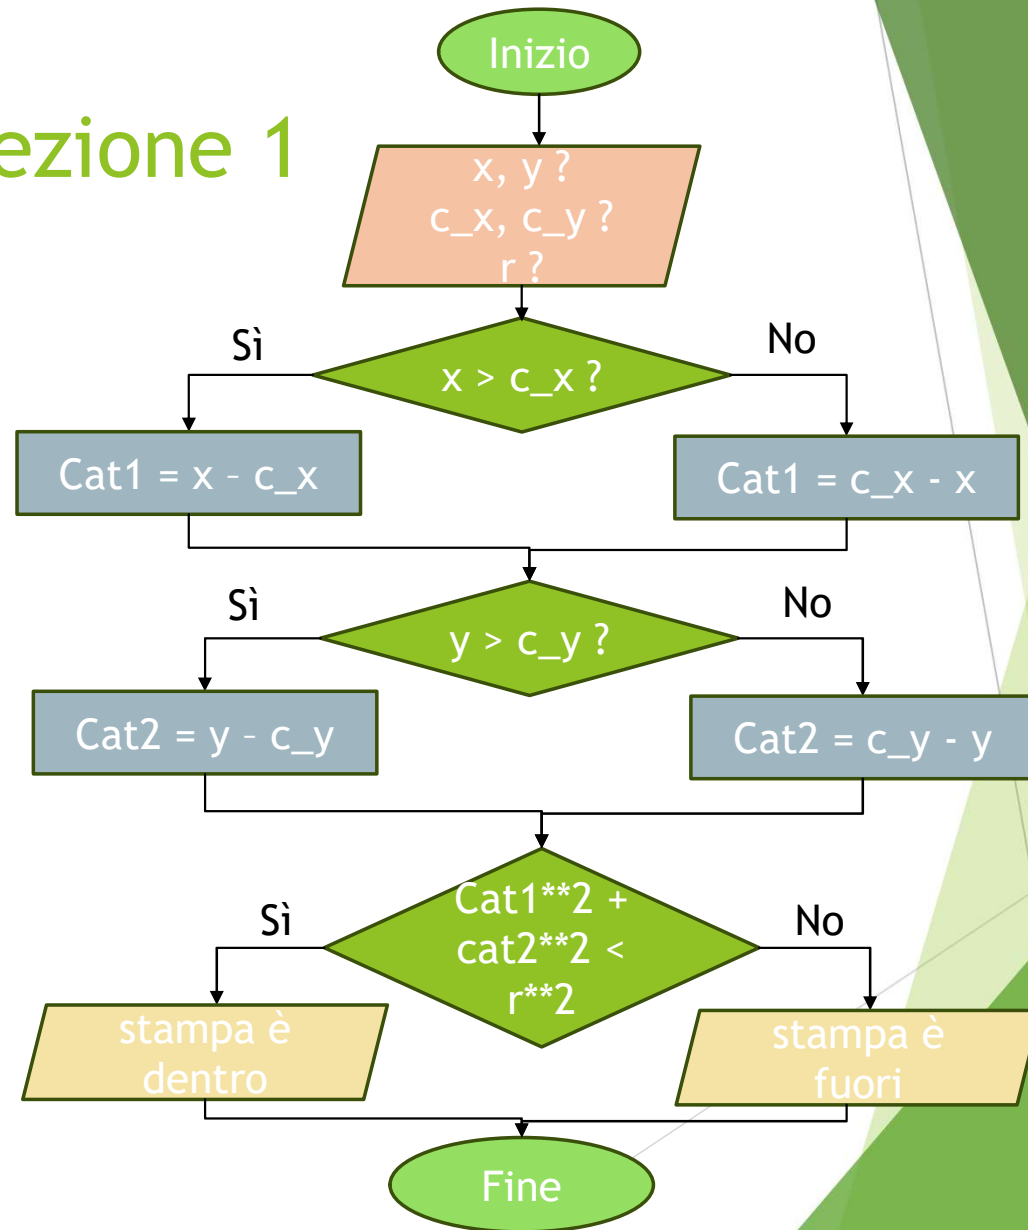 Inizio
ezione 1
x, y ?
c_x, c_y ?
r ?
Sì
No
x > c_x ?
Cat1 = x – c_x
Cat1 = c_x - x
Sì
No
y > c_y ?
Cat2 = y – c_y
Cat2 = c_y - y
Sì
No
Cat1**2 +
cat2**2 <
r**2
stampa è
dentro
stampa è
fuori
Fine